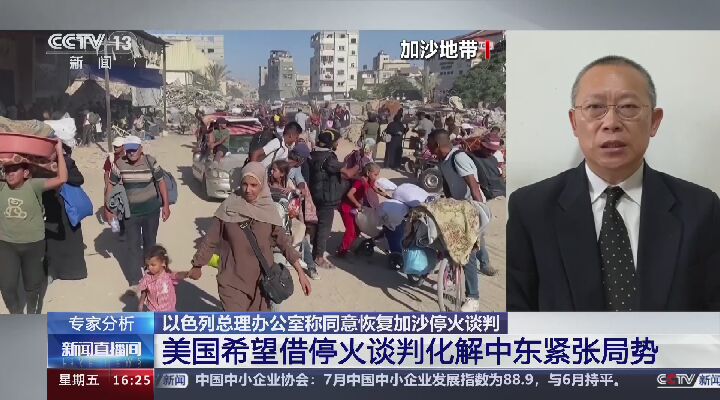 CCTV 13
新闻
加沙地带
专家分析
以色列总理办公室称同意恢复加沙停火谈判
新闻直播间
美国希望借停火谈判化解中东紧张局势
星期五 16:25 新闻 中国中小企业协会：7月中国中小企业发展指数为88.9，与6月持平。 CCTV 新闻